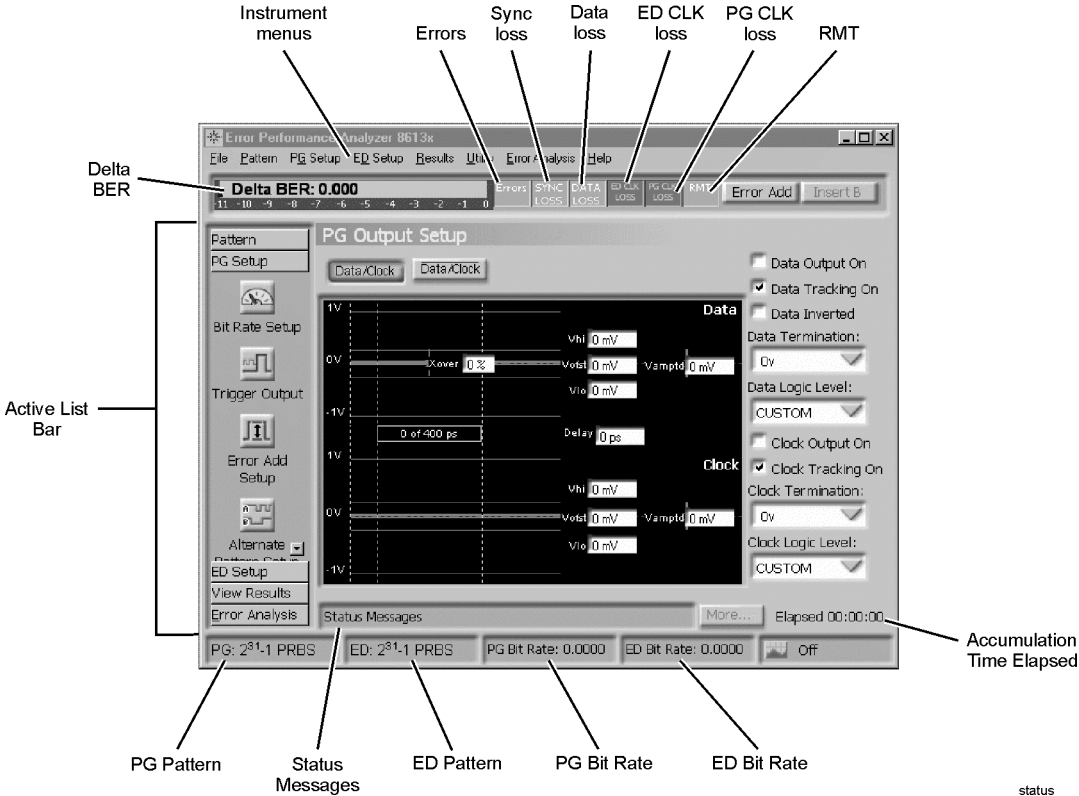 Instrument
menus
Errors
Sync
loss
Data
loss
ED CLK
loss
PG CLK
loss
RMT
Delta
BER
Active List
Bar
Error Performance Analyzer 8613x
File Pattern PG Setup ED Setup Results Error Analysis Help
Delta BER: 0.000
-11 -10 -9 -8 -7 -6 -5 -4 -3 -2 -1 0
Errors
SYNC
LOSS
DATA
LOSS
ED CLK
LOSS
PG CLK
LOSS
RMT
Error Add
Insert B
Pattern
PG Setup
Bit Rate Setup
Trigger Output
Error Add
Setup
Alternate
Pattern Setup
ED Setup
View Results
Error Analysis
PG Output Setup
Data/Clock
Data/Clock
Data
1V
0V
-1V
Xover 0 %
Vhi 0 mV
Vofst 0 mV
Vamptd 0 mV
Vlo 0 mV
0 of 400 ps
Delay 0 ps
Clock
1V
0V
-1V
Vhi 0 mV
Vofst 0 mV
Vamptd 0 mV
Vlo 0 mV
Data Output On
Data Tracking On
Data Inverted
Data Termination:
0v
Data Logic Level:
CUSTOM
Clock Output On
Clock Tracking On
Clock Termination:
0v
Clock Logic Level:
CUSTOM
Status Messages
More...
Elapsed 00:00:00
PG: 2³¹-1 PRBS
ED: 2³¹-1 PRBS
PG Bit Rate: 0.0000
ED Bit Rate: 0.0000
Off
Accumulation
Time Elapsed
PG Pattern
Status
Messages
ED Pattern
PG Bit Rate
ED Bit Rate
status